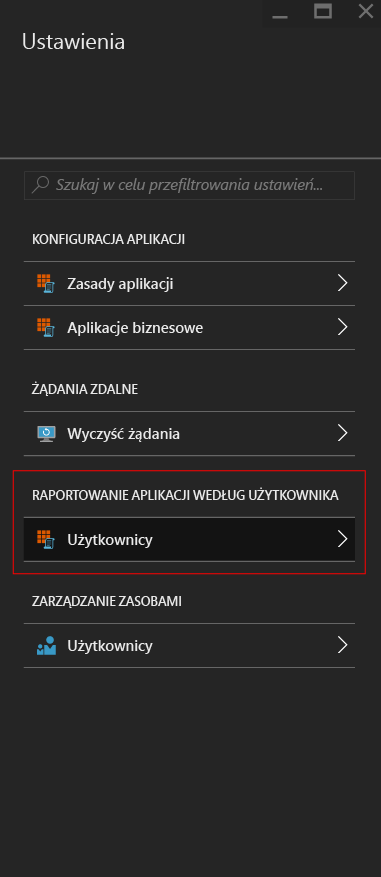 Ustawienia
Szukaj w celu przefiltrowania ustawień...
KONFIGURACJA APLIKACJI
Zasady aplikacji
Aplikacje biznesowe
ŻĄDANIA ZDALNE
Wyczyść żądania
RAPORTOWANIE APLIKACJI WEDŁUG UŻYTKOWNIKA
Użytkownicy
ZARZĄDZANIE ZASOBAMI
Użytkownicy